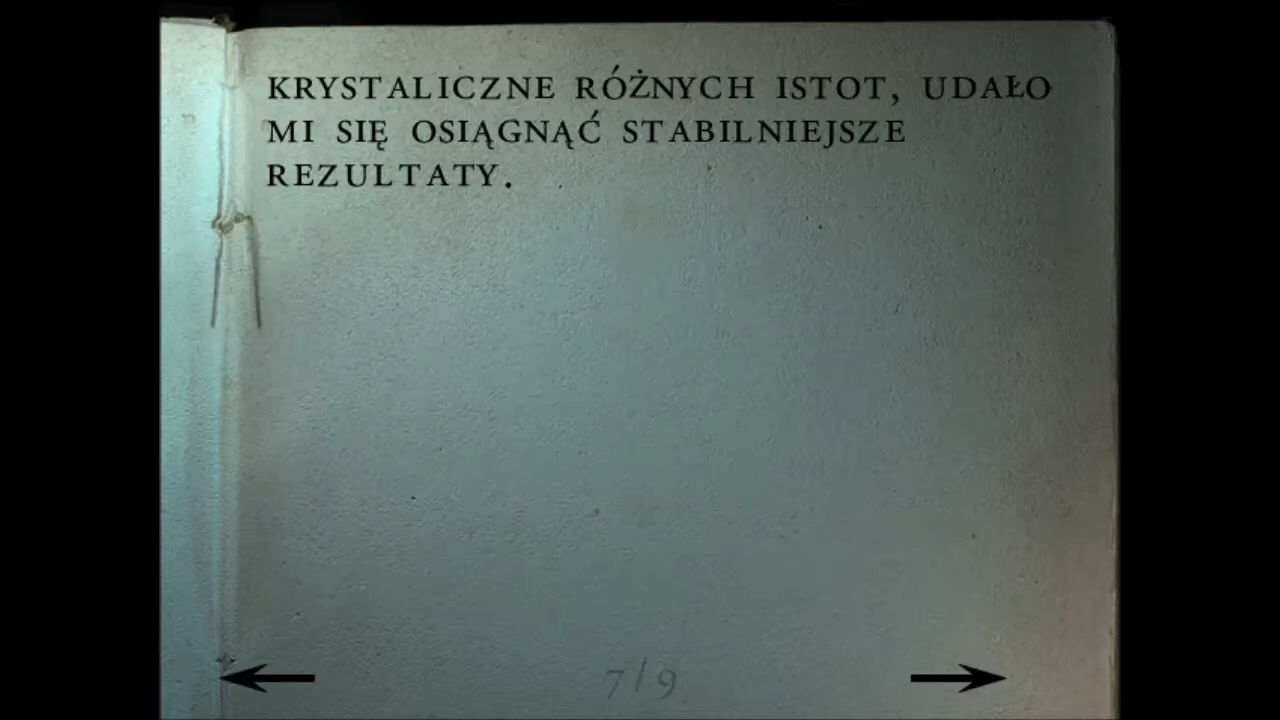 KRYSTALICZNE RÓŻNYCH ISTOT, UDAŁO
MI SIĘ OSIĄGNĄĆ STABILNIEJSZE
REZULTATY.
7/9